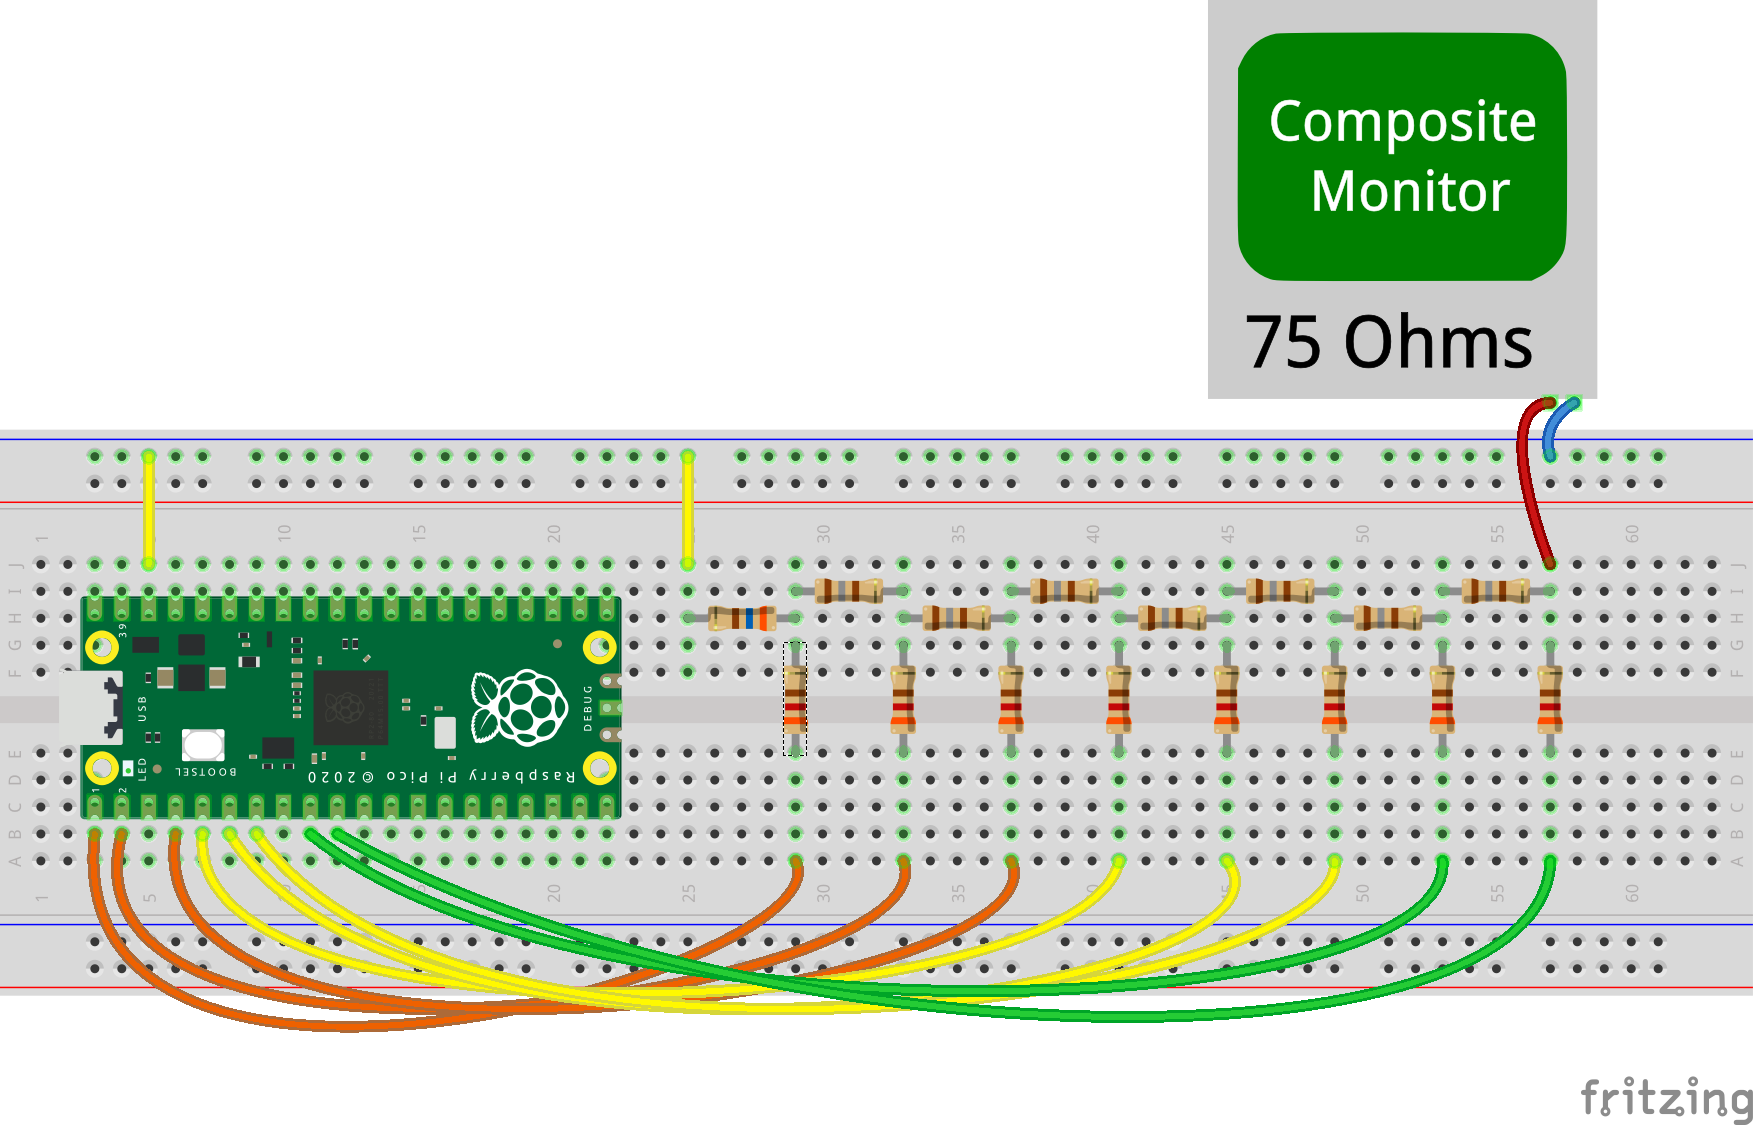 Composite
Monitor
75 Ohms
1 10 15 20 30 35 40 45 50 55 60
J J
I I
H H
G G
F F
39
USB
DEBUG
BOOTSEL
LED
Raspberry Pi Pico © 2020
1 2
E E
D D
C C
B B
A A
1 5 20 25 30 35 50 55 60
fritzing